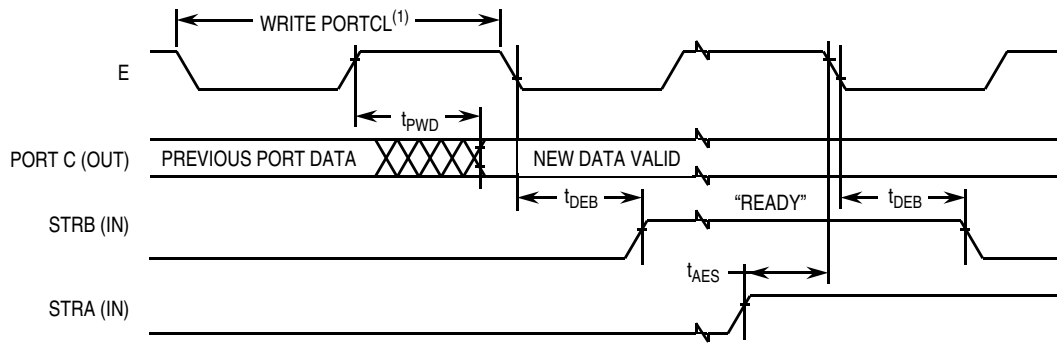 WRITE PORTCL(1)
E
tPWD
PORT C (OUT) PREVIOUS PORT DATA NEW DATA VALID
tDEB "READY" tDEB
STRB (IN)
tAES
STRA (IN)